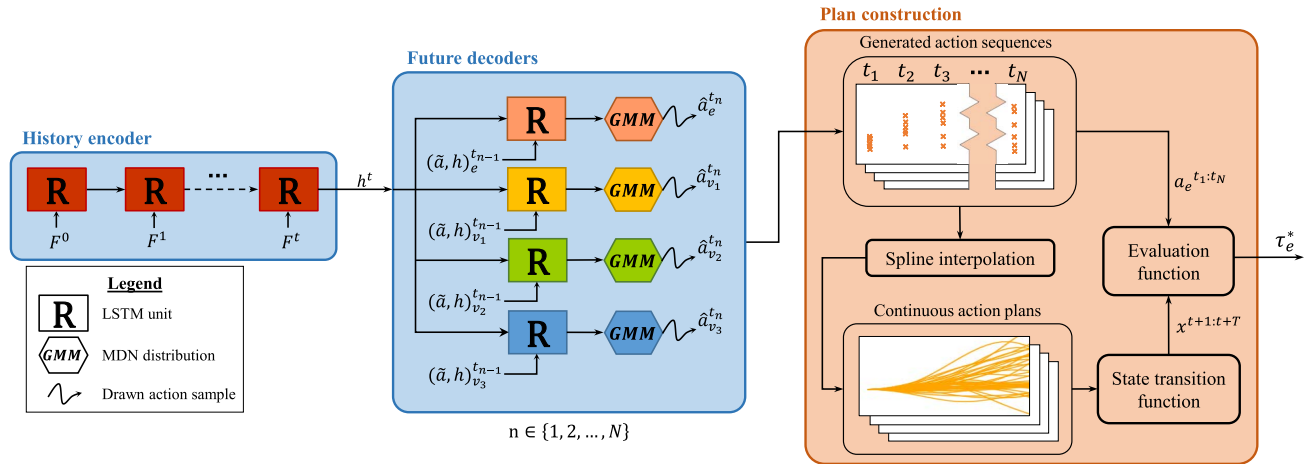 Plan construction
Generated action sequences
t₁ t₂ t₃ ... t_N
Future decoders
R GMM â_e^{t_n}
(ã, h)_e^{t_{n-1}}
R GMM â_{v_1}^{t_n}
(ã, h)_{v_1}^{t_{n-1}}
R GMM â_{v_2}^{t_n}
(ã, h)_{v_2}^{t_{n-1}}
R GMM â_{v_3}^{t_n}
(ã, h)_{v_3}^{t_{n-1}}
n ∈ {1, 2, ..., N}
History encoder
R R ... R
h^t
F^0 F^1 F^t
Legend
R LSTM unit
GMM MDN distribution
Drawn action sample
a_e^{t_1:t_N}
Spline interpolation
Evaluation
function
τ_e^*
Continuous action plans
x^{t+1:t+T}
State transition
function